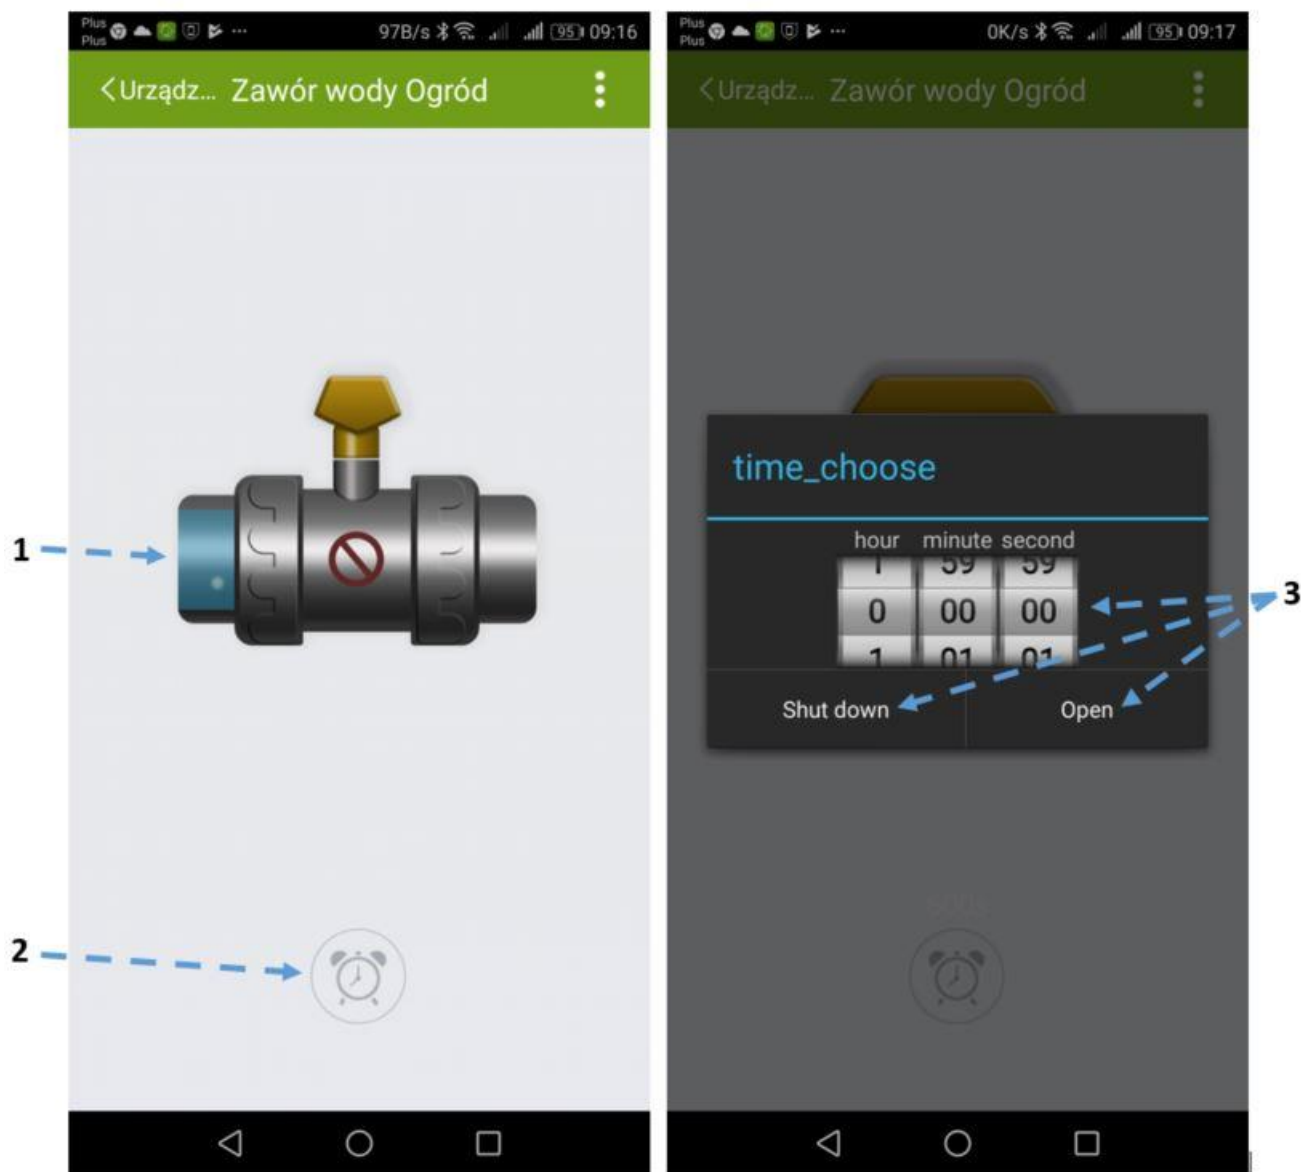 Plus
Plus
97B/s
95
09:16
Urządz... Zawór wody Ogród
1
2
Plus
Plus
0K/s
95
09:17
Urządz... Zawór wody Ogród
time_choose
hour minute second
1 59 59
0 00 00
1 01 01
Shut down Open
3